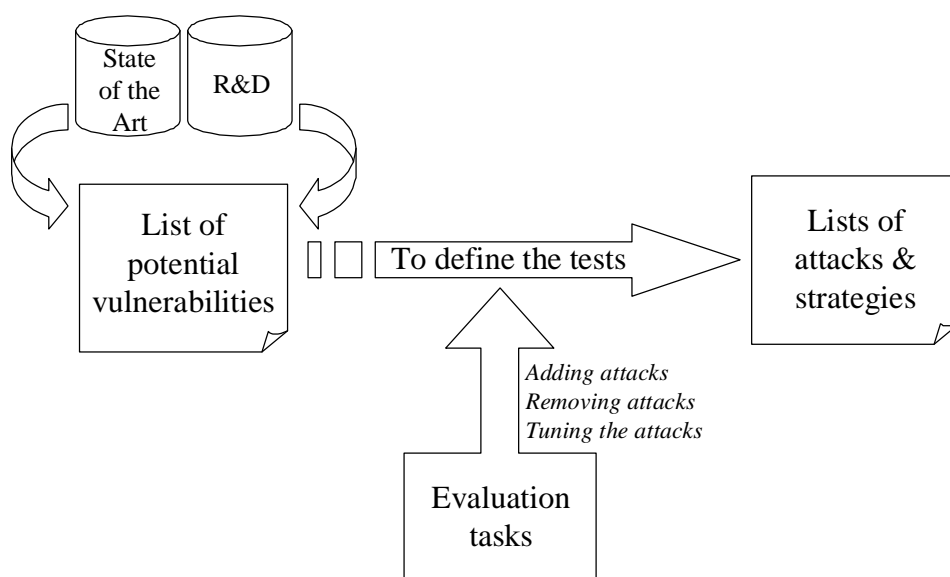 State
of the
Art
R&D
List of
potential
vulnerabilities
To define the tests
Lists of
attacks &
strategies
Adding attacks
Removing attacks
Tuning the attacks
Evaluation
tasks